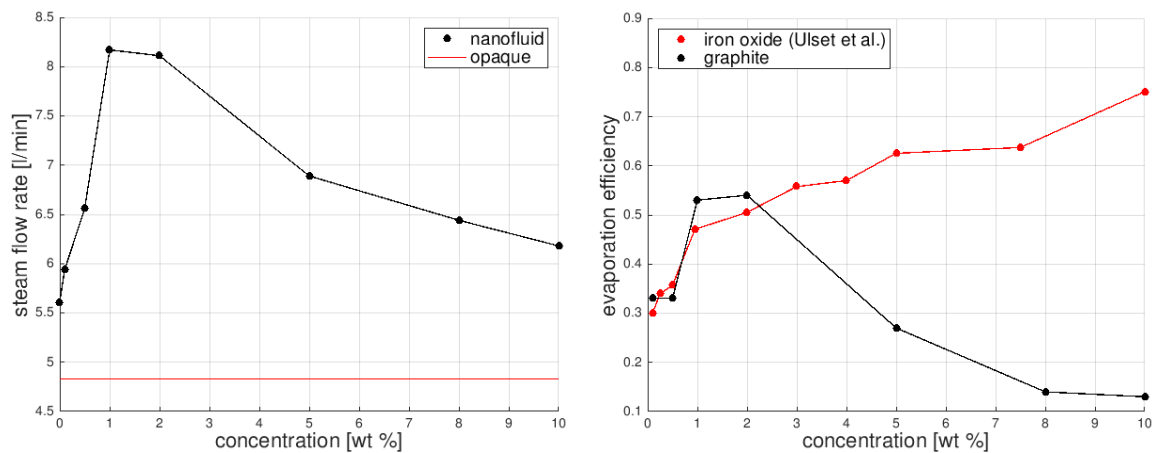 8.5
8
7.5
7
6.5
6
5.5
5
4.5
steam flow rate [l/min]
nanofluid
opaque
0 1 2 3 4 5 6 7 8 9 10
concentration [wt %]
0.9
0.8
0.7
0.6
0.5
0.4
0.3
0.2
0.1
evaporation efficiency
iron oxide (Ulset et al.)
graphite
0 1 2 3 4 5 6 7 8 9 10
concentration [wt %]